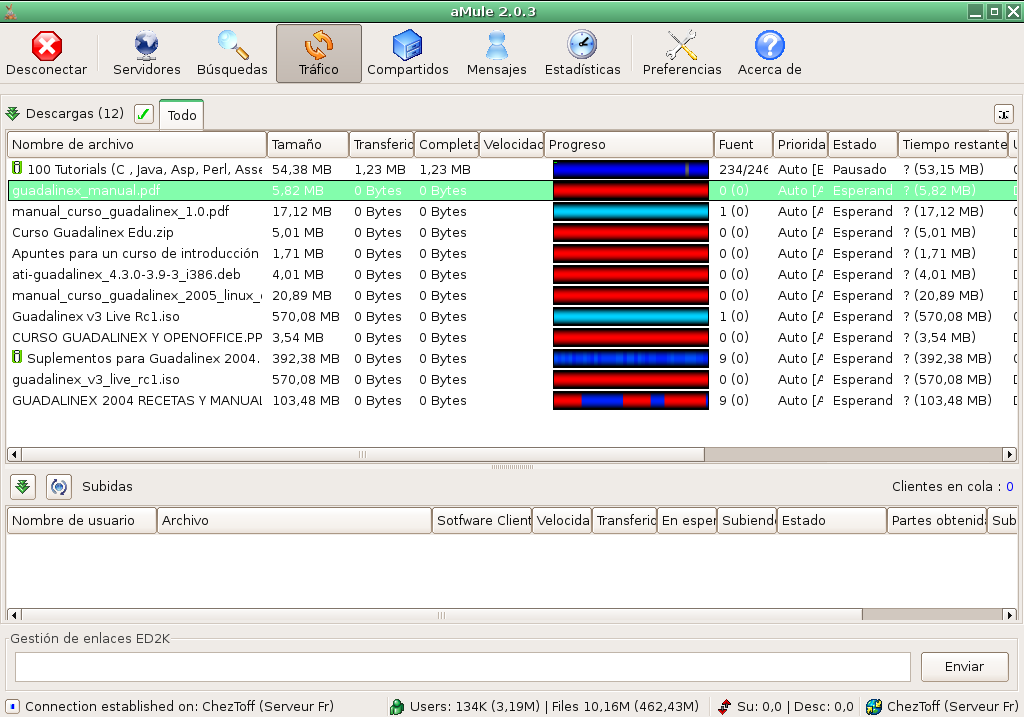 aMule 2.0.3
Desconectar Servidores Búsquedas Tráfico Compartidos Mensajes Estadísticas Preferencias Acerca de
Descargas (12) Todo
Nombre de archivo Tamaño Transferid Completa Velocidad Progreso Fuent Priorida Estado Tiempo restante
100 Tutorials (C , Java, Asp, Perl, Asse 54,38 MB 1,23 MB 1,23 MB 234/246 Auto [E Pausado ? (53,15 MB)
guadalinex_manual.pdf 5,82 MB 0 Bytes 0 Bytes 0 (0) Auto [A Esperand ? (5,82 MB)
manual_curso_guadalinex_1.0.pdf 17,12 MB 0 Bytes 0 Bytes 1 (0) Auto [A Esperand ? (17,12 MB)
Curso Guadalinex Edu.zip 5,01 MB 0 Bytes 0 Bytes 0 (0) Auto [A Esperand ? (5,01 MB)
Apuntes para un curso de introducción 1,71 MB 0 Bytes 0 Bytes 0 (0) Auto [A Esperand ? (1,71 MB)
ati-guadalinex_4.3.0-3.9-3_i386.deb 4,01 MB 0 Bytes 0 Bytes 0 (0) Auto [A Esperand ? (4,01 MB)
manual_curso_guadalinex_2005_linux_ 20,89 MB 0 Bytes 0 Bytes 0 (0) Auto [A Esperand ? (20,89 MB)
Guadalinex v3 Live Rc1.iso 570,08 MB 0 Bytes 0 Bytes 1 (0) Auto [A Esperand ? (570,08 MB)
CURSO GUADALINEX Y OPENOFFICE.PP 3,54 MB 0 Bytes 0 Bytes 0 (0) Auto [A Esperand ? (3,54 MB)
Suplementos para Guadalinex 2004. 392,38 MB 0 Bytes 0 Bytes 9 (0) Auto [A Esperand ? (392,38 MB)
guadalinex_v3_live_rc1.iso 570,08 MB 0 Bytes 0 Bytes 0 (0) Auto [A Esperand ? (570,08 MB)
GUADALINEX 2004 RECETAS Y MANUAL 103,48 MB 0 Bytes 0 Bytes 9 (0) Auto [A Esperand ? (103,48 MB)
Subidas Clientes en cola : 0
Nombre de usuario Archivo Sotfware Client Velocida Transferid En esper Subiend Estado Partes obtenida Sub
Gestión de enlaces ED2K
Enviar
Connection established on: ChezToff (Serveur Fr) Users: 134K (3,19M) | Files 10,16M (462,43M) Su: 0,0 | Desc: 0,0 ChezToff (Serveur Fr)